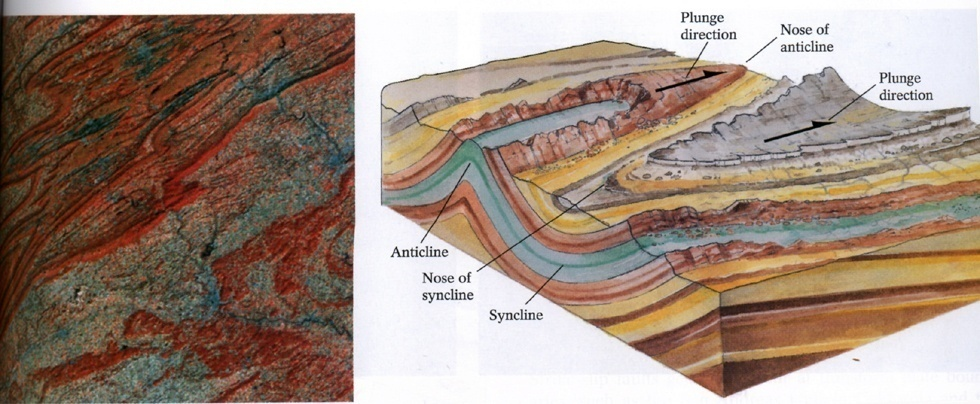 Plunge
direction
Nose of
anticline
Plunge
direction
Anticline
Nose of
syncline
Syncline